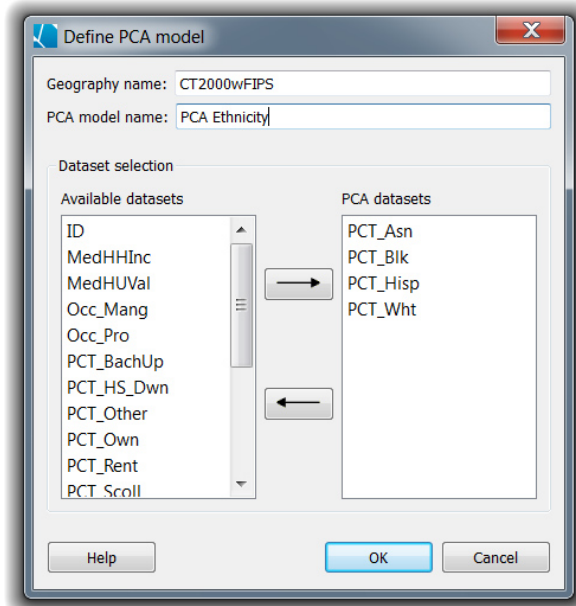 Define PCA model
Geography name: CT2000wFIPS
PCA model name: PCA Ethnicity
Dataset selection
Available datasets
ID
MedHHInc
MedHUVal
Occ_Mang
Occ_Pro
PCT_BachUp
PCT_HS_Dwn
PCT_Other
PCT_Own
PCT_Rent
PCT_Scoll
PCA datasets
PCT_Asn
PCT_Blk
PCT_Hisp
PCT_Wht
Help OK Cancel